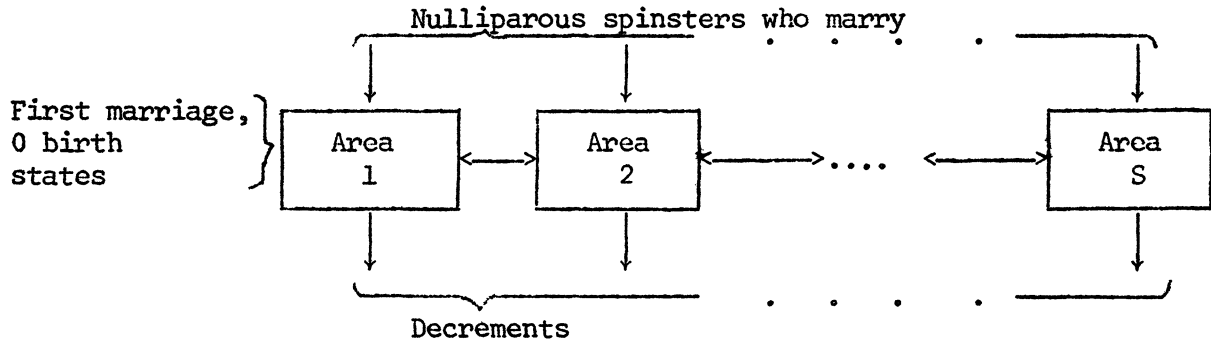 Nulliparous spinsters who marry
. . . .
First marriage,
0 birth
states
Area
1
Area
2
....
Area
S
. . . .
Decrements